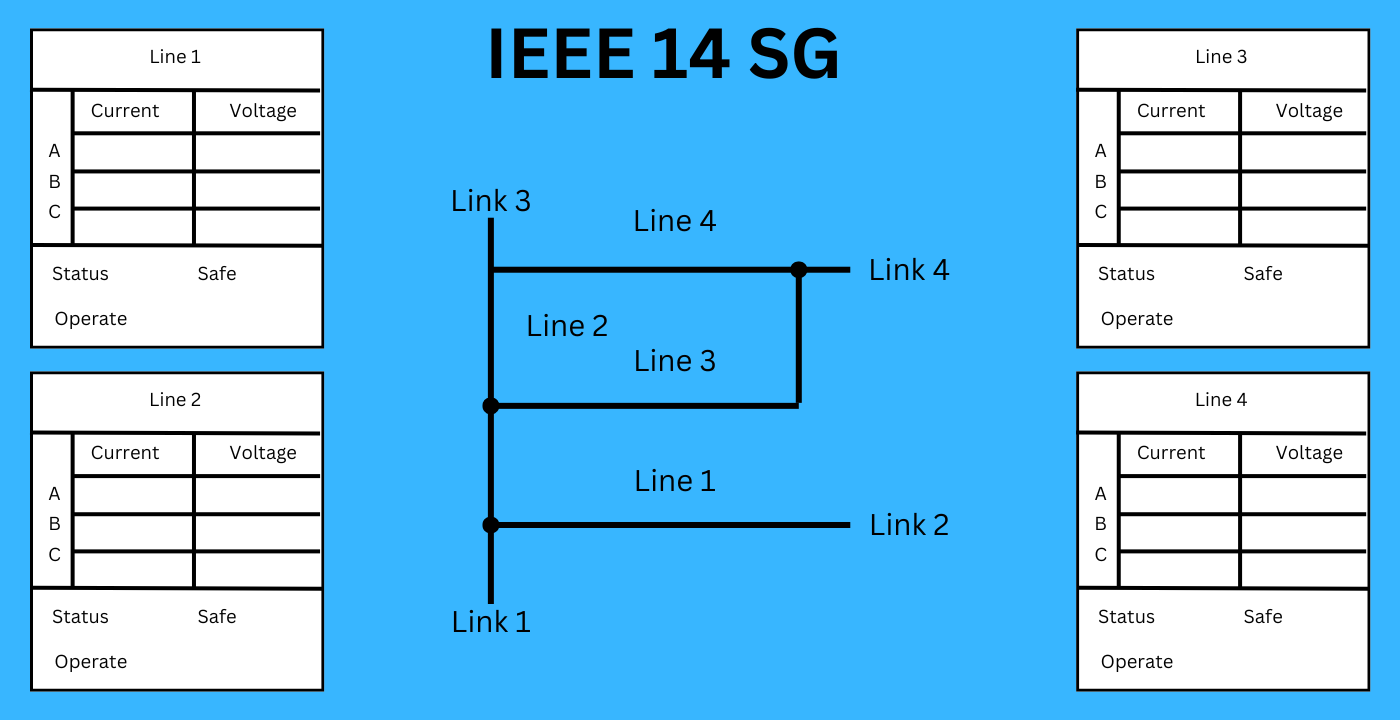 IEEE 14 SG
Line 1
Current Voltage
A
B
C
Status Safe
Operate
Line 2
Current Voltage
A
B
C
Status Safe
Operate
Link 3
Line 4
Link 4
Line 2
Line 3
Line 1
Link 2
Link 1
Line 3
Current Voltage
A
B
C
Status Safe
Operate
Line 4
Current Voltage
A
B
C
Status Safe
Operate